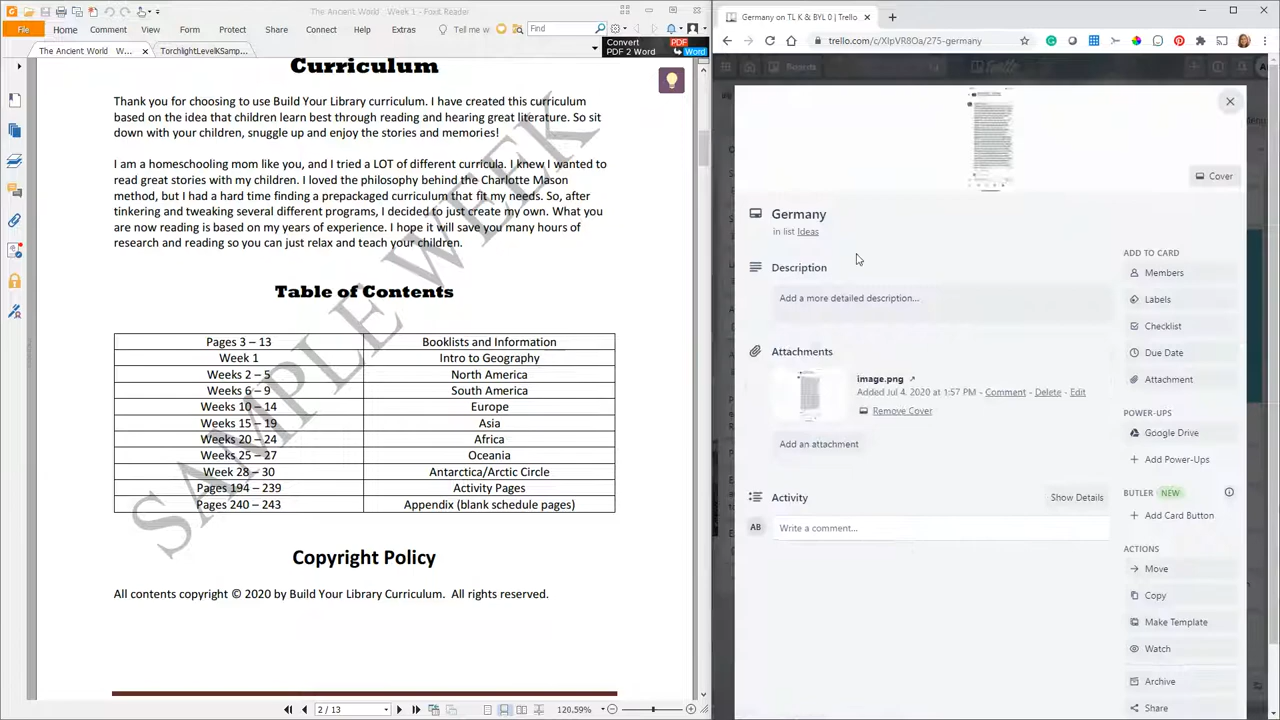 The Ancient World Week 1 - Foxit Reader
File Home Comment Form Share Connect Help Extras Tell me w Find
The Ancient World W... TorchlightLevelKSamp...
Convert PDF
PDF 2 Word Word
Curriculum
Thank you for choosing to use Build Your Library curriculum. I have created this curriculum
based on how my children learn best through reading and hearing great literature. So sit
down with your children, snuggle up and enjoy the stories and memories!
I am a homeschooling mom like you and I tried a LOT of different curricula. I have wanted to
just get started with my children. I loved the philosophy behind the Charlotte Mason
method, but I had a hard time finding a prepackaged curriculum that fit my needs. So after
tinkering and tweaking several different programs, I decided to just create my own. What you
are now reading is based on my years of experience. I hope it will save you many hours of
research and reading so you can just relax and teach your children.
Table of Contents
Pages 3 – 13 Booklists and Information
Week 1 Intro to Geography
Weeks 2 – 5 North America
Weeks 6 – 9 South America
Weeks 10 – 14 Europe
Weeks 15 – 19 Asia
Weeks 20 – 24 Africa
Weeks 25 – 27 Oceania
Week 28 – 30 Antarctica/Arctic Circle
Pages 194 – 239 Activity Pages
Pages 240 – 243 Appendix (blank schedule pages)
SAMPLE WEEK
Copyright Policy
All contents copyright © 2020 by Build Your Library Curriculum. All rights reserved.
2 / 13 120.59%
Germany on TL K & BYL 0 | Trello
trello.com/c/XtVR8Oa/275-germany
Cover
Germany
in list Ideas
Description
Add a more detailed description...
Attachments
image.png
Added Jul 4, 2020 at 1:57 PM - Comment - Delete - Edit
Remove Cover
Add an attachment
Activity Show Details
AB Write a comment...
ADD TO CA
Members
Labels
Checklist
Due Date
Attachment
POWER-UPS
Google Drive
+ Add Power-Ups
BUTLER
+ Add Card Button
ACTIONS
Move
Copy
Make Template
Watch
Archive
Share